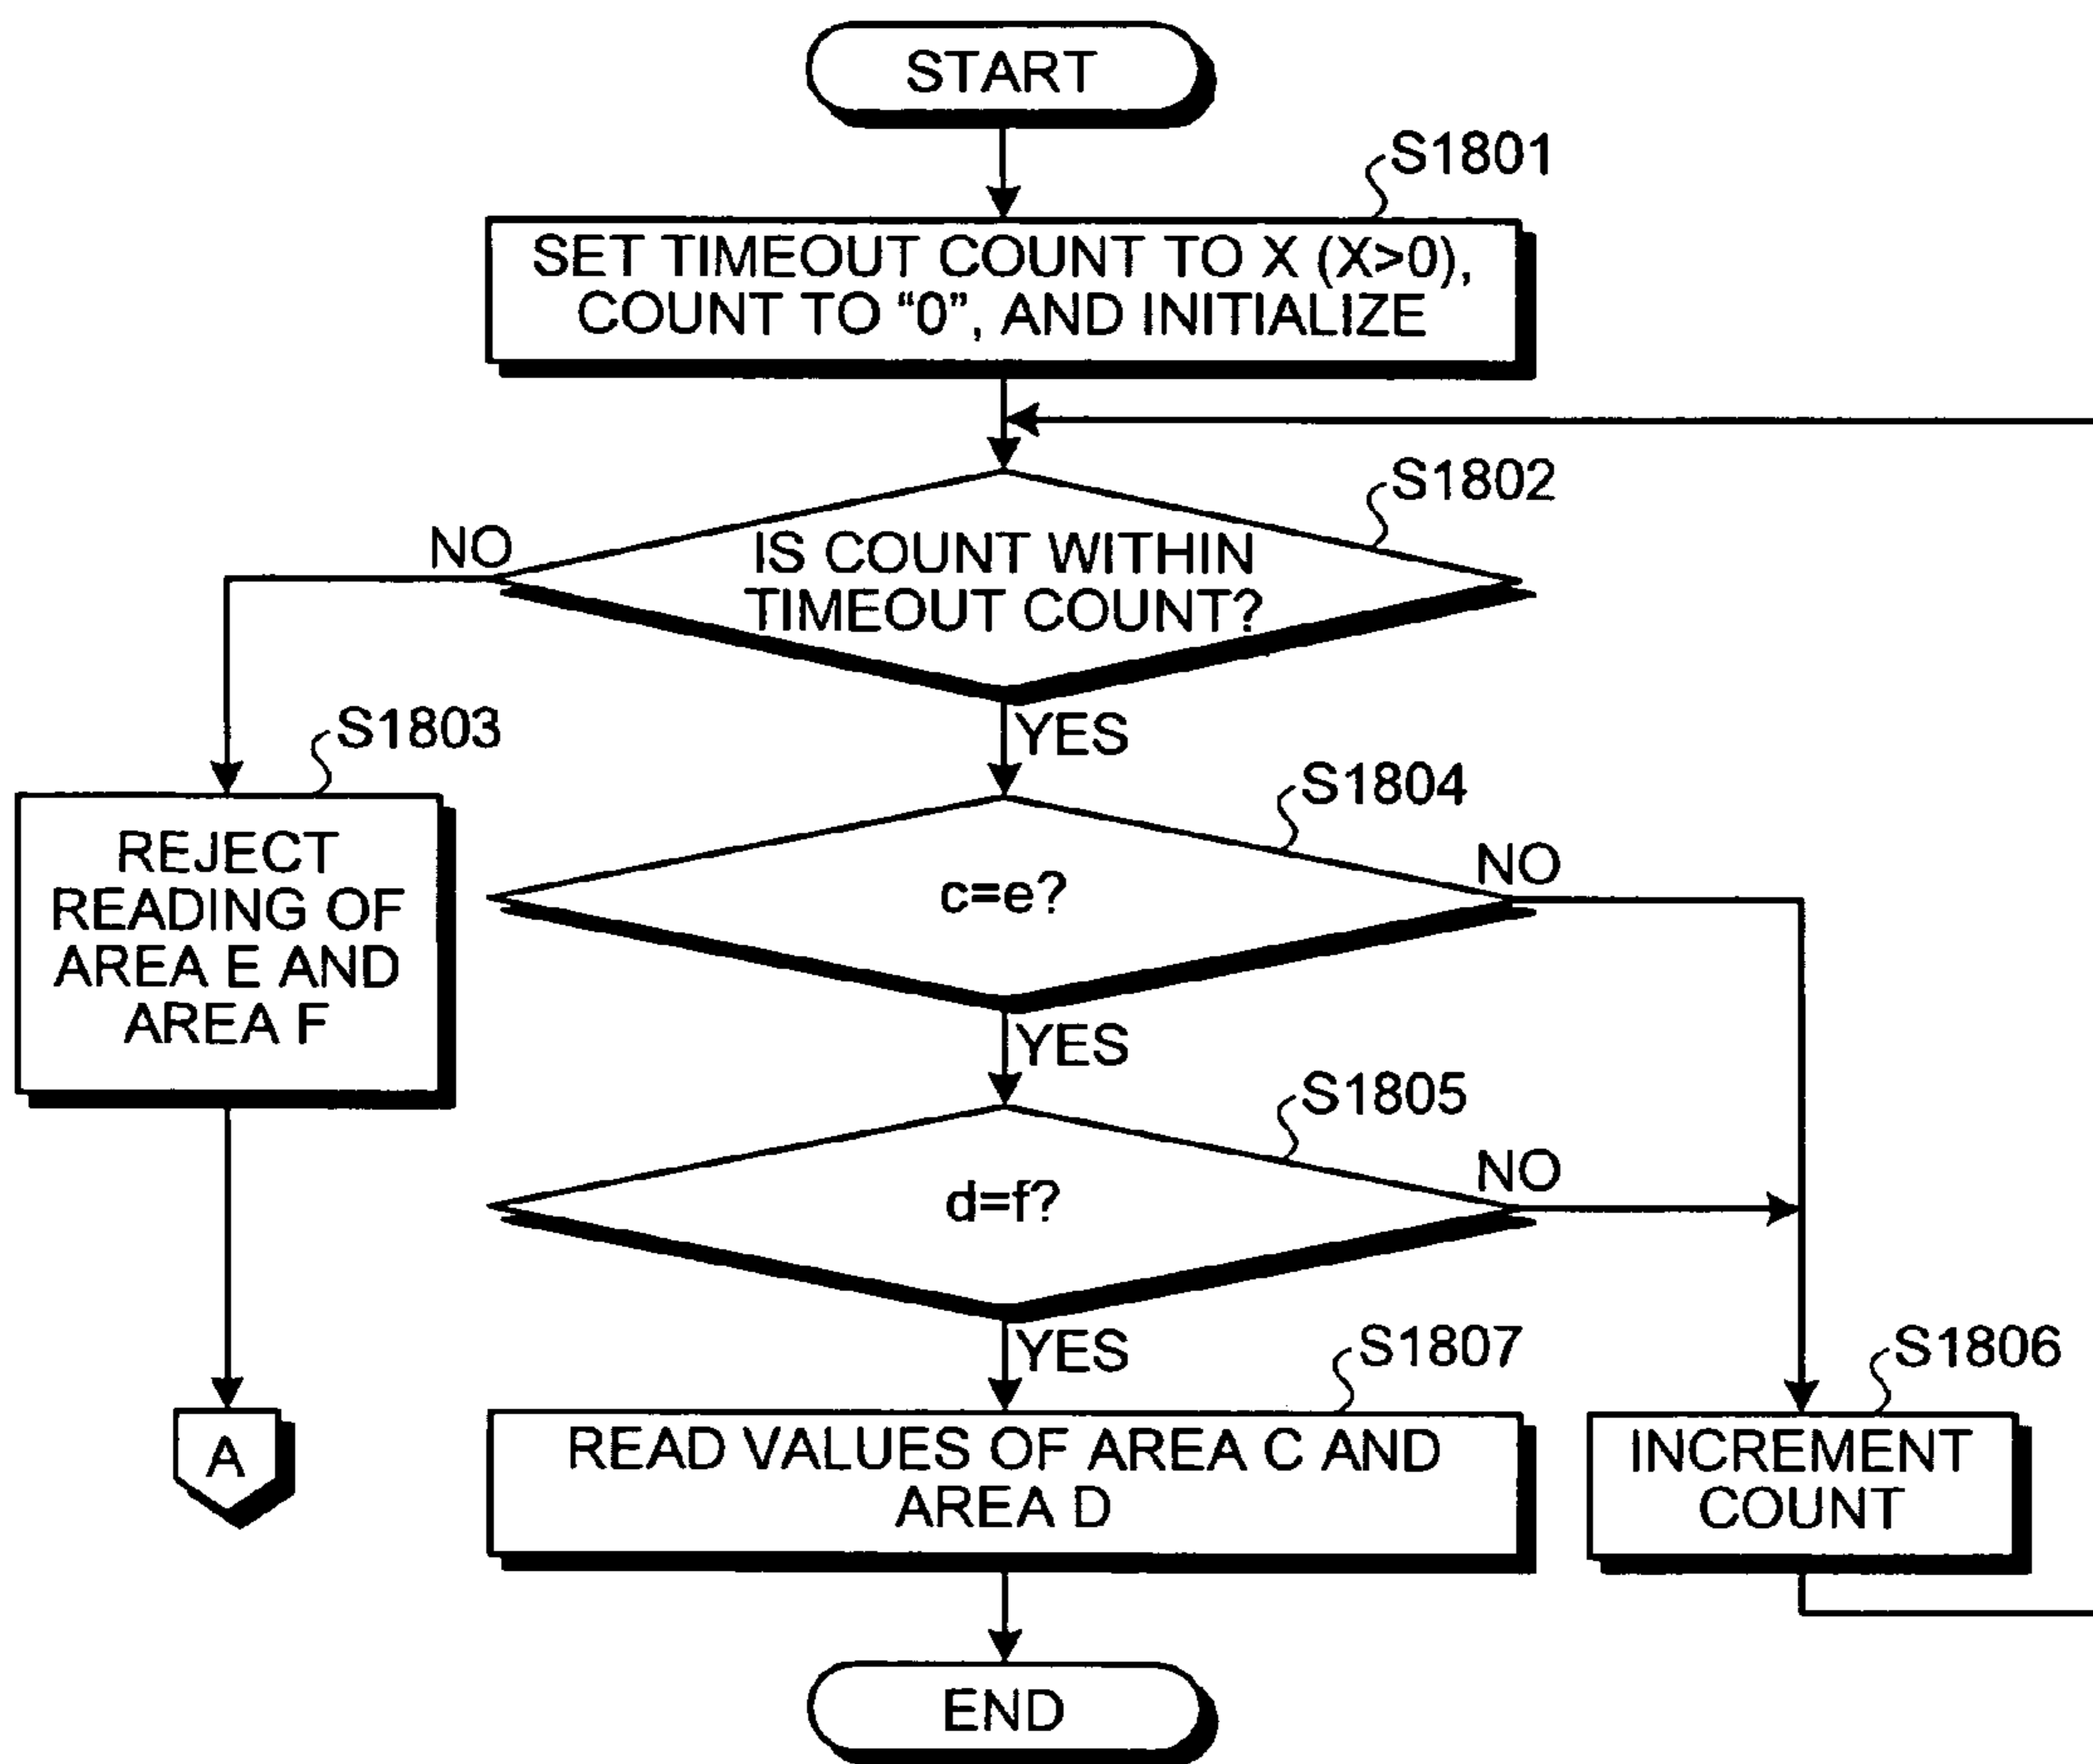 START
S1801
SET TIMEOUT COUNT TO X (X>0),
COUNT TO “0”, AND INITIALIZE
S1802
NO
IS COUNT WITHIN
TIMEOUT COUNT?
YES
S1803
REJECT
READING OF
AREA E AND
AREA F
S1804
c=e?
NO
YES
S1805
d=f?
NO
YES
S1807
S1806
A
READ VALUES OF AREA C AND
AREA D
INCREMENT
COUNT
END